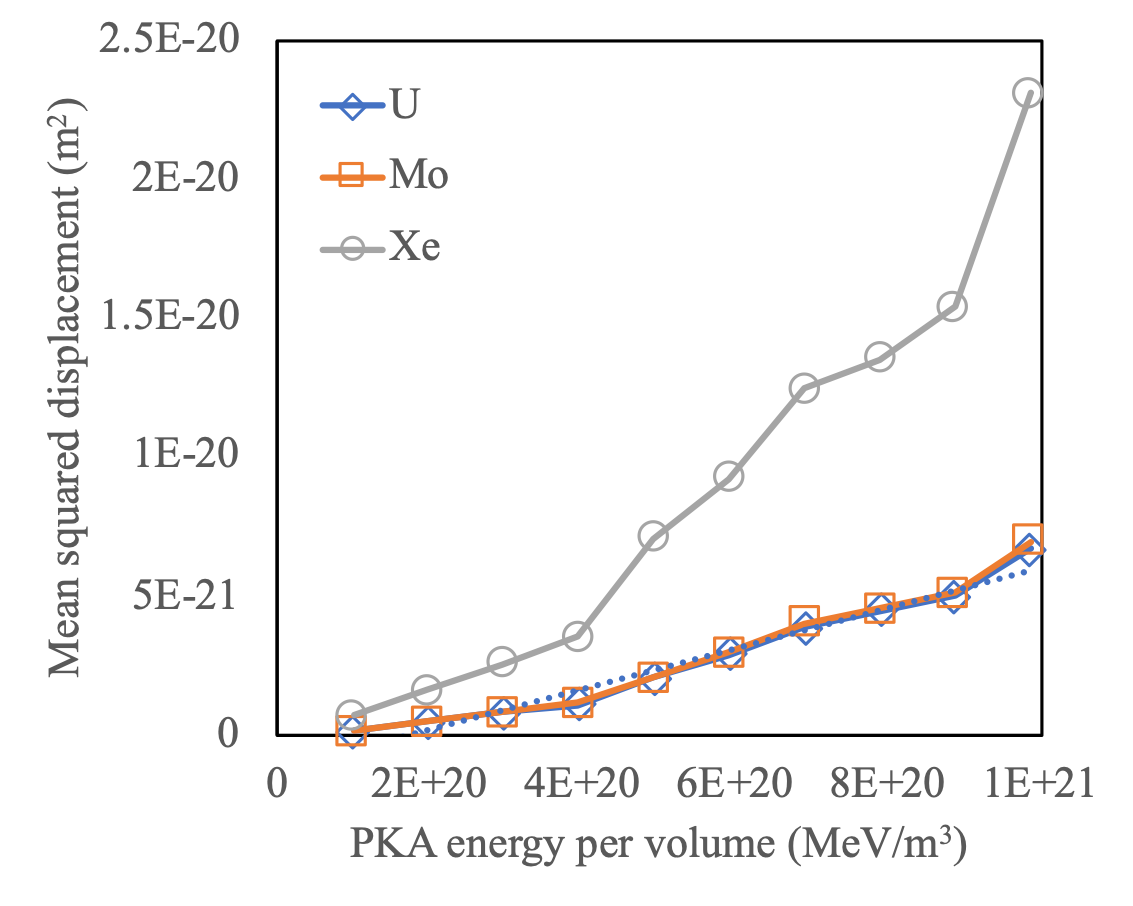 2.5E-20
2E-20
1.5E-20
1E-20
5E-21
0
Mean squared displacement (m²)
U
Mo
Xe
0 2E+20 4E+20 6E+20 8E+20 1E+21
PKA energy per volume (MeV/m³)